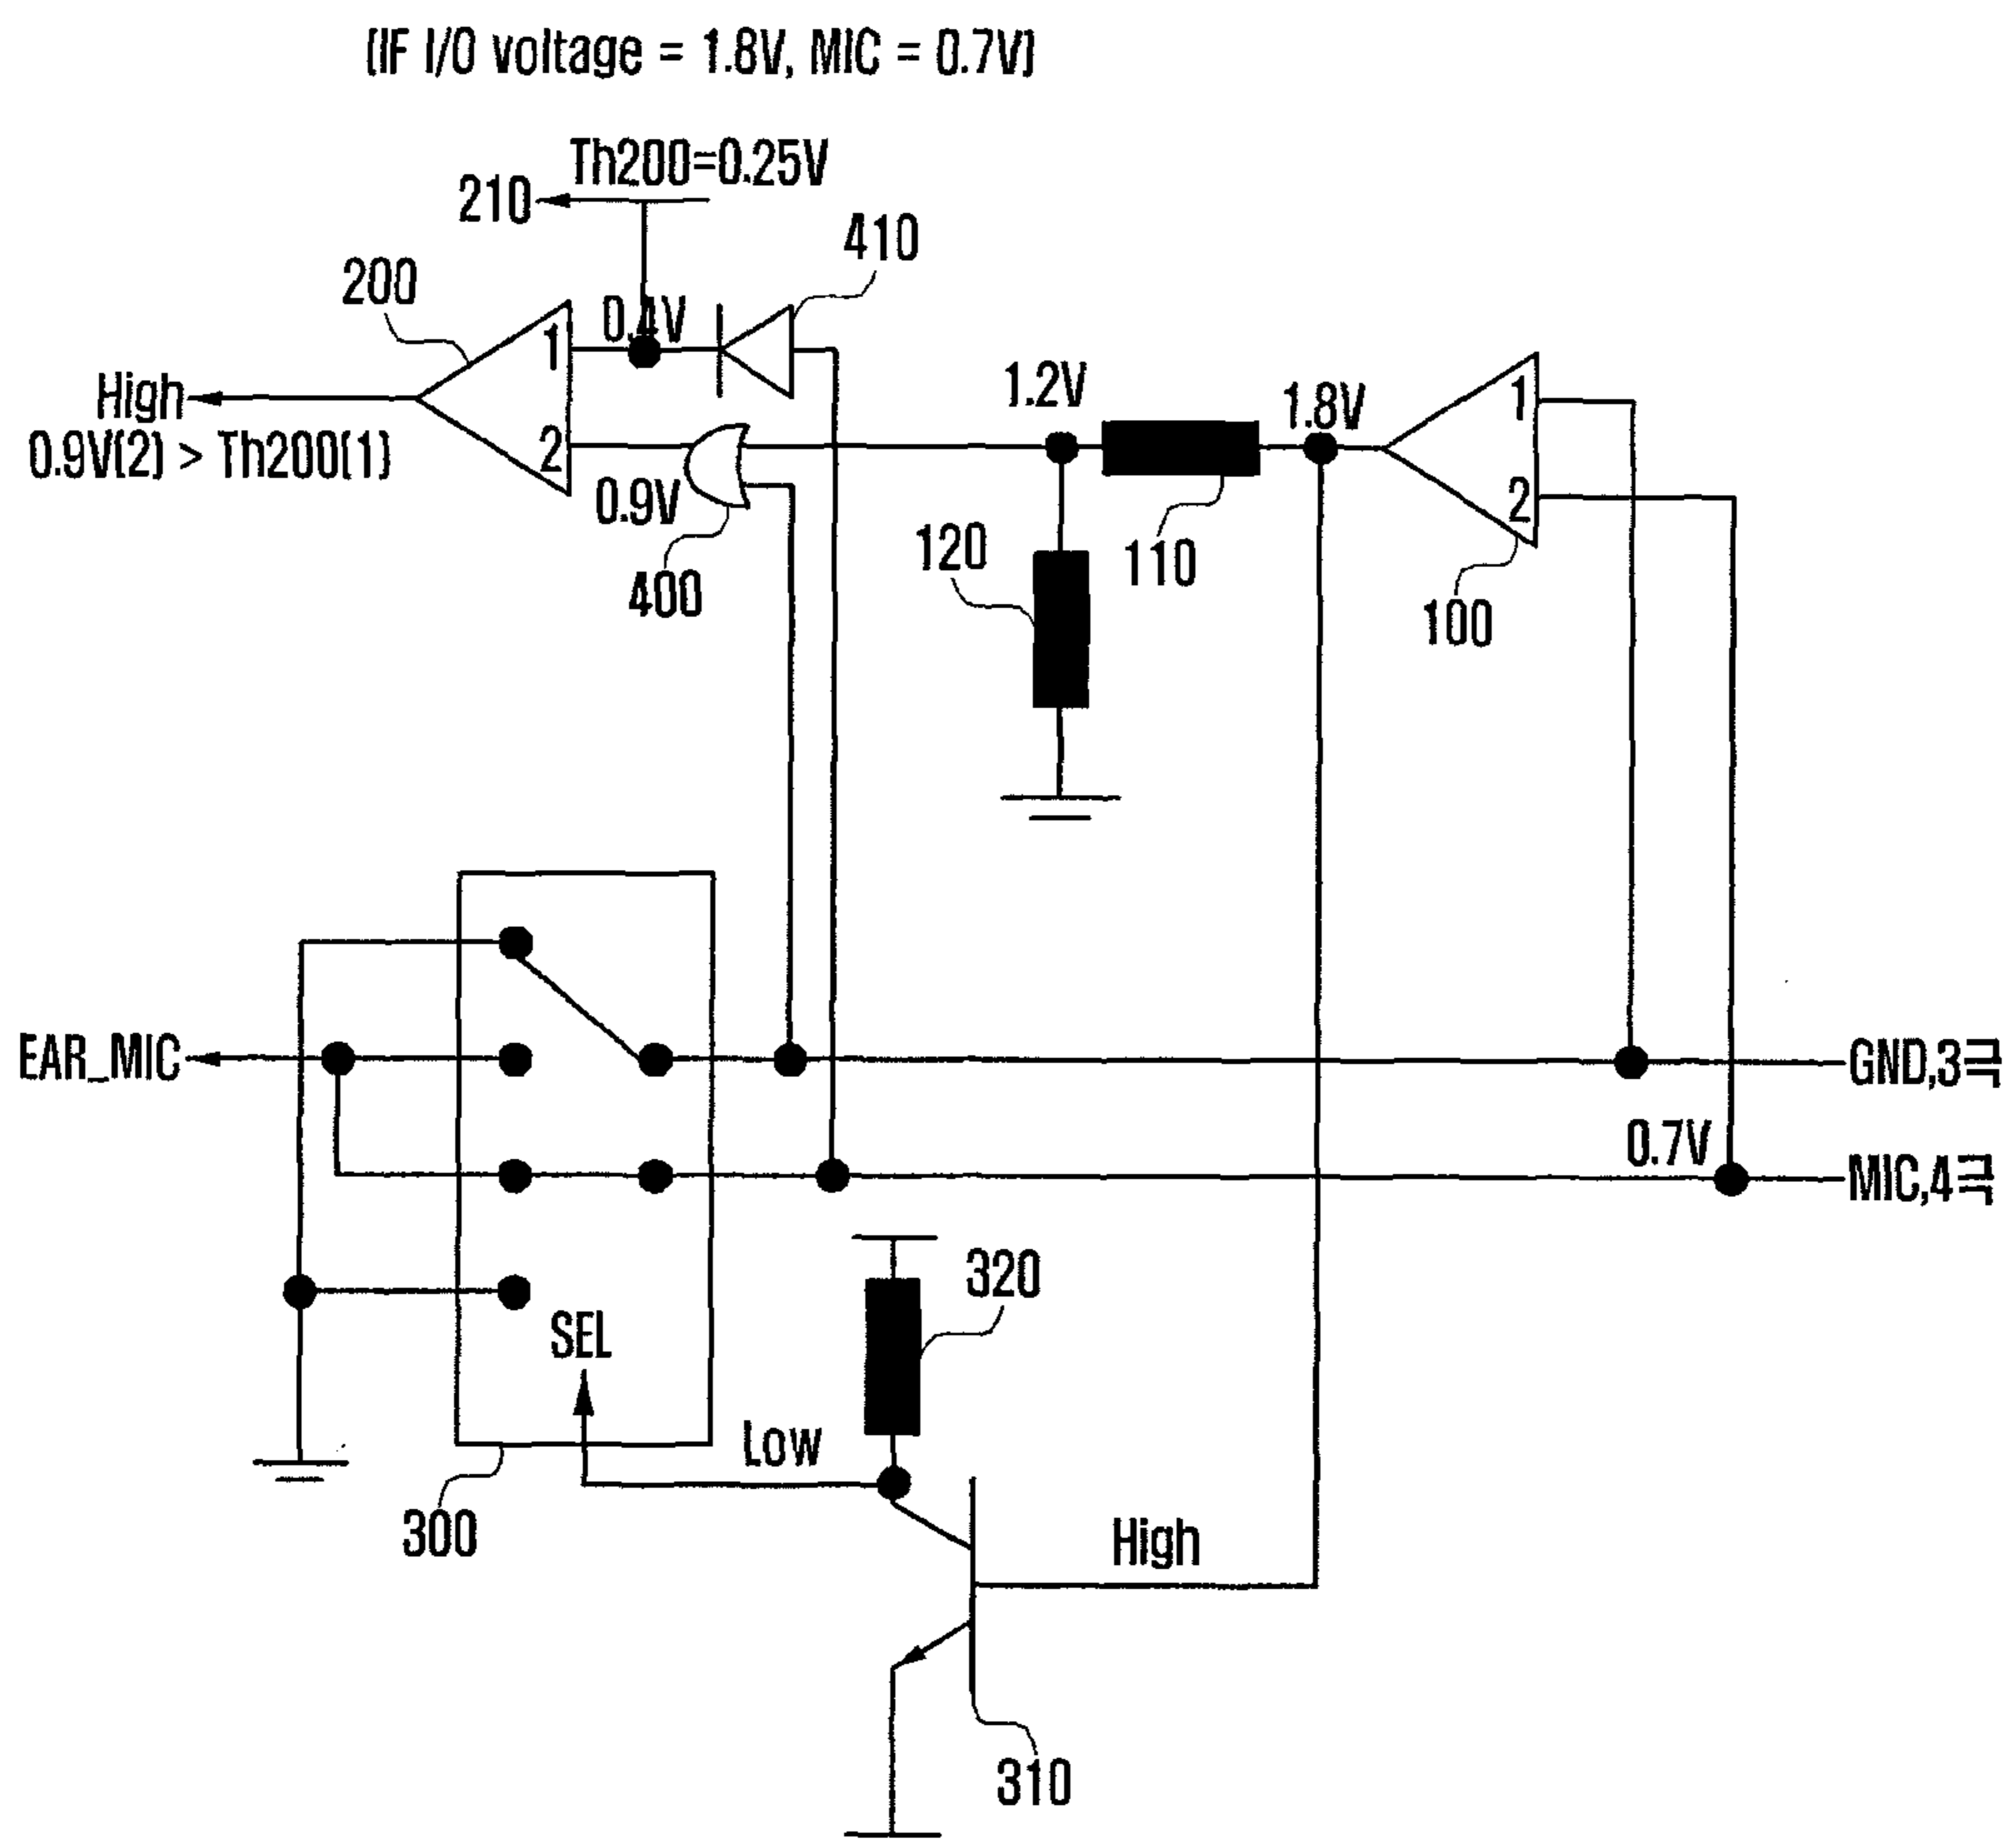 (IF I/O voltage = 1.8V, MIC = 0.7V)
Th200=0.25V
210
410
200
0.4V
1
High
0.9V(2) > Th200(1)
2
0.9V
400
1.2V
1.8V
1
2
120
110
100
EAR_MIC
GND,3극
0.7V
MIC,4극
320
SEL
Low
300
High
310